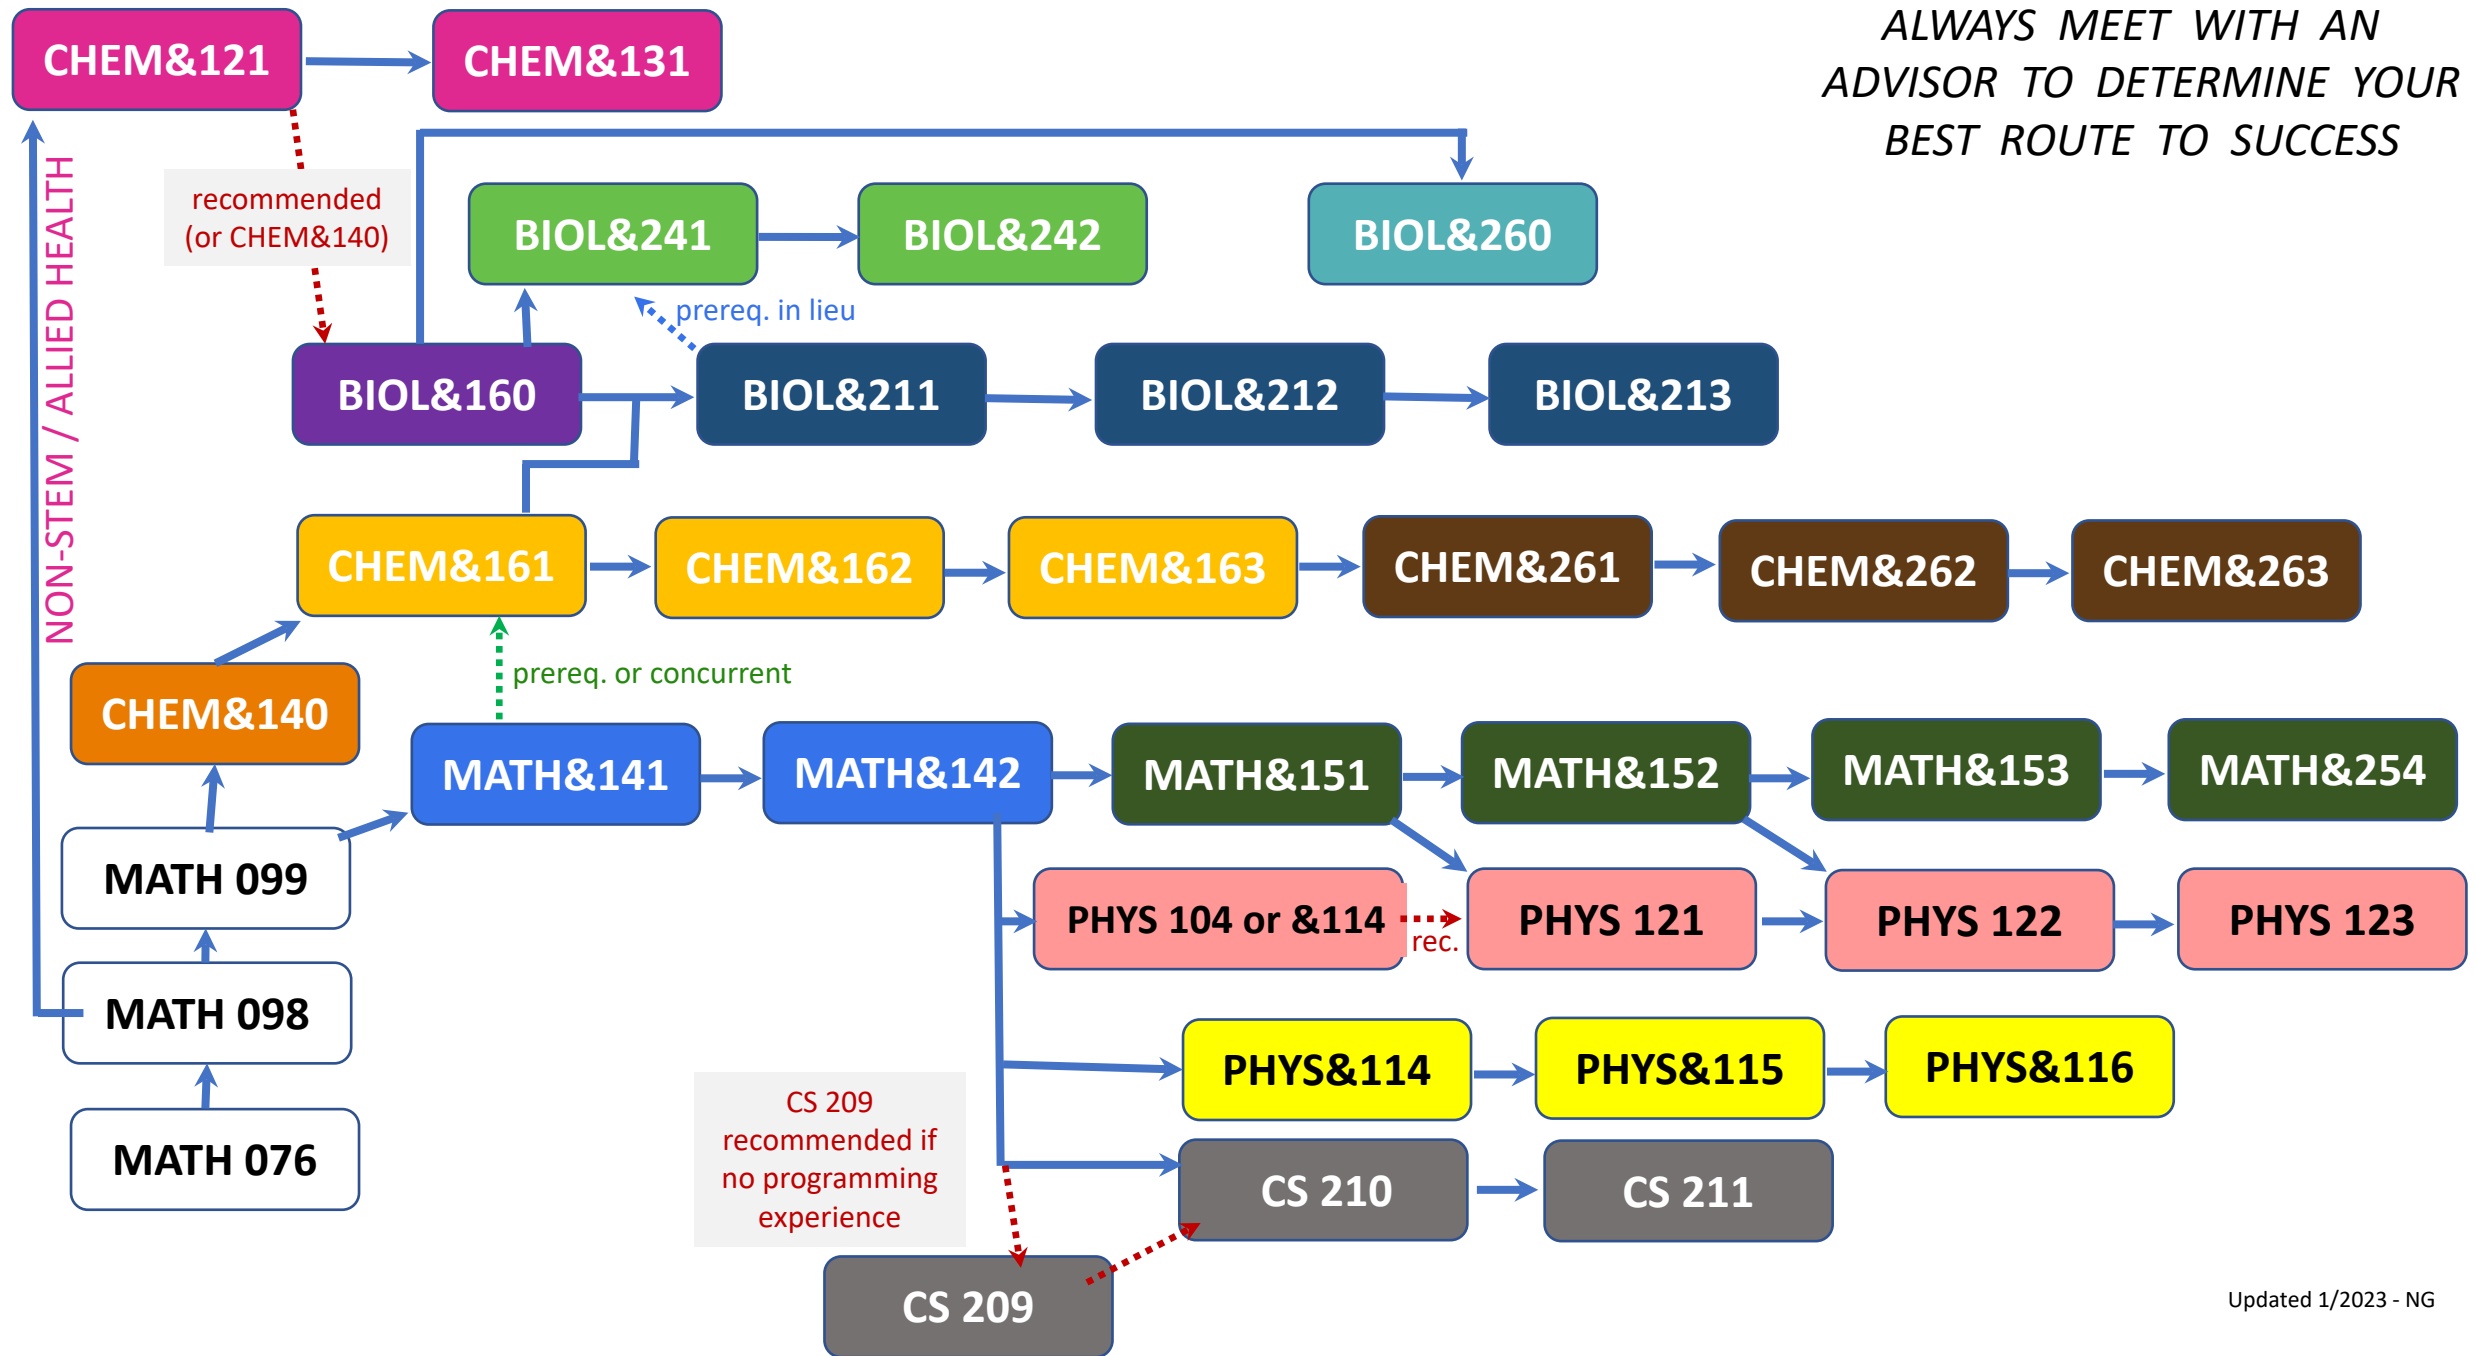 ALWAYS MEET WITH AN
ADVISOR TO DETERMINE YOUR
BEST ROUTE TO SUCCESS
CHEM&121
CHEM&131
NON-STEM / ALLIED HEALTH
recommended
(or CHEM&140)
BIOL&241
BIOL&242
BIOL&260
prereq. in lieu
BIOL&160
BIOL&211
BIOL&212
BIOL&213
CHEM&161
CHEM&162
CHEM&163
CHEM&261
CHEM&262
CHEM&263
prereq. or concurrent
CHEM&140
MATH&141
MATH&142
MATH&151
MATH&152
MATH&153
MATH&254
MATH 099
PHYS 104 or &114
rec.
PHYS 121
PHYS 122
PHYS 123
MATH 098
PHYS&114
PHYS&115
PHYS&116
MATH 076
CS 209
recommended if
no programming
experience
CS 210
CS 211
CS 209
Updated 1/2023 - NG